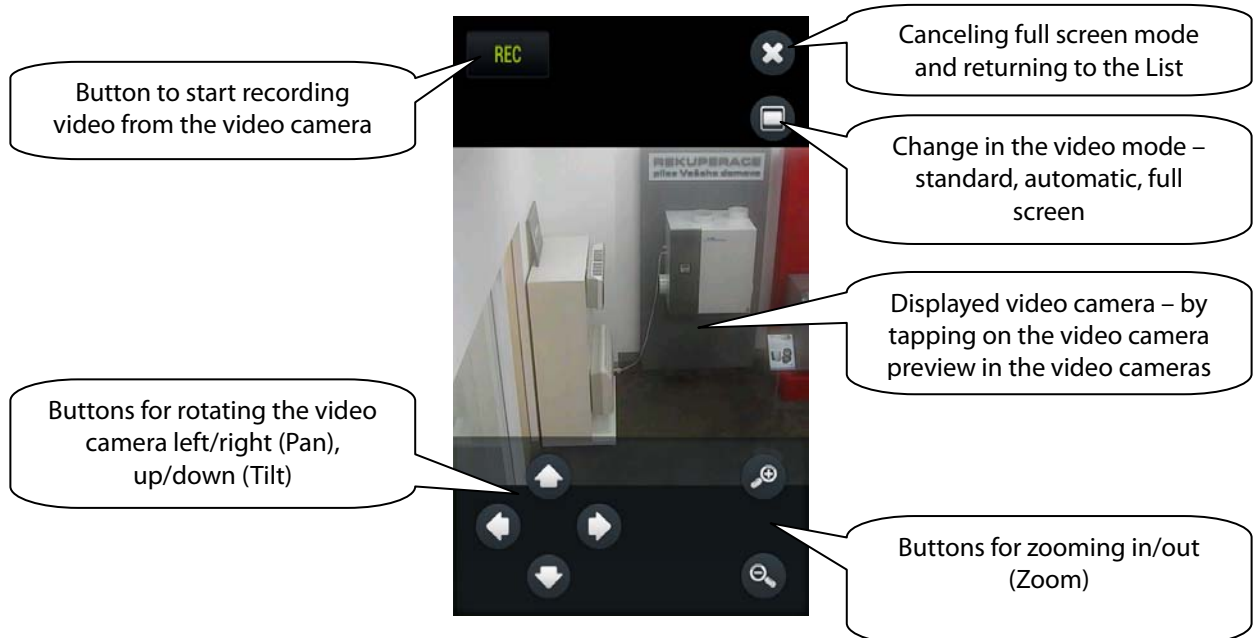 REC
Canceling full screen mode
and returning to the List
Button to start recording
video from the video camera
Change in the video mode –
standard, automatic, full
screen
REKUPERACE
plíce Vašeho domova
Displayed video camera – by
tapping on the video camera
preview in the video cameras
Buttons for rotating the video
camera left/right (Pan),
up/down (Tilt)
Buttons for zooming in/out
(Zoom)